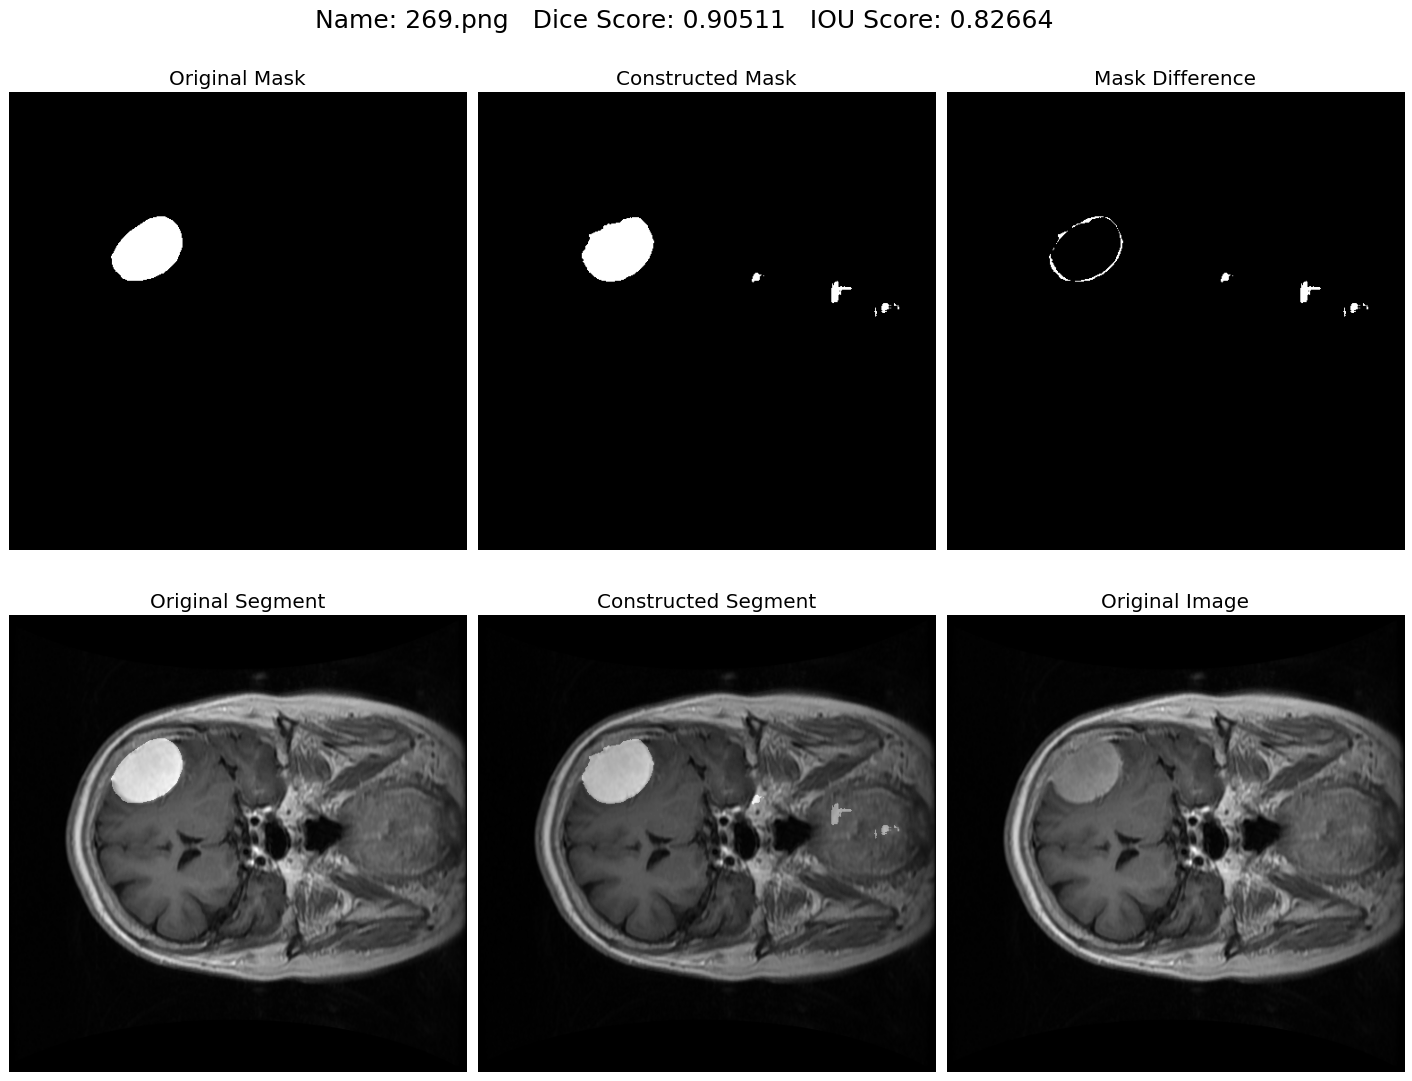 Name: 269.png   Dice Score: 0.90511   IOU Score: 0.82664
Original Mask
Constructed Mask
Mask Difference
Original Segment
Constructed Segment
Original Image